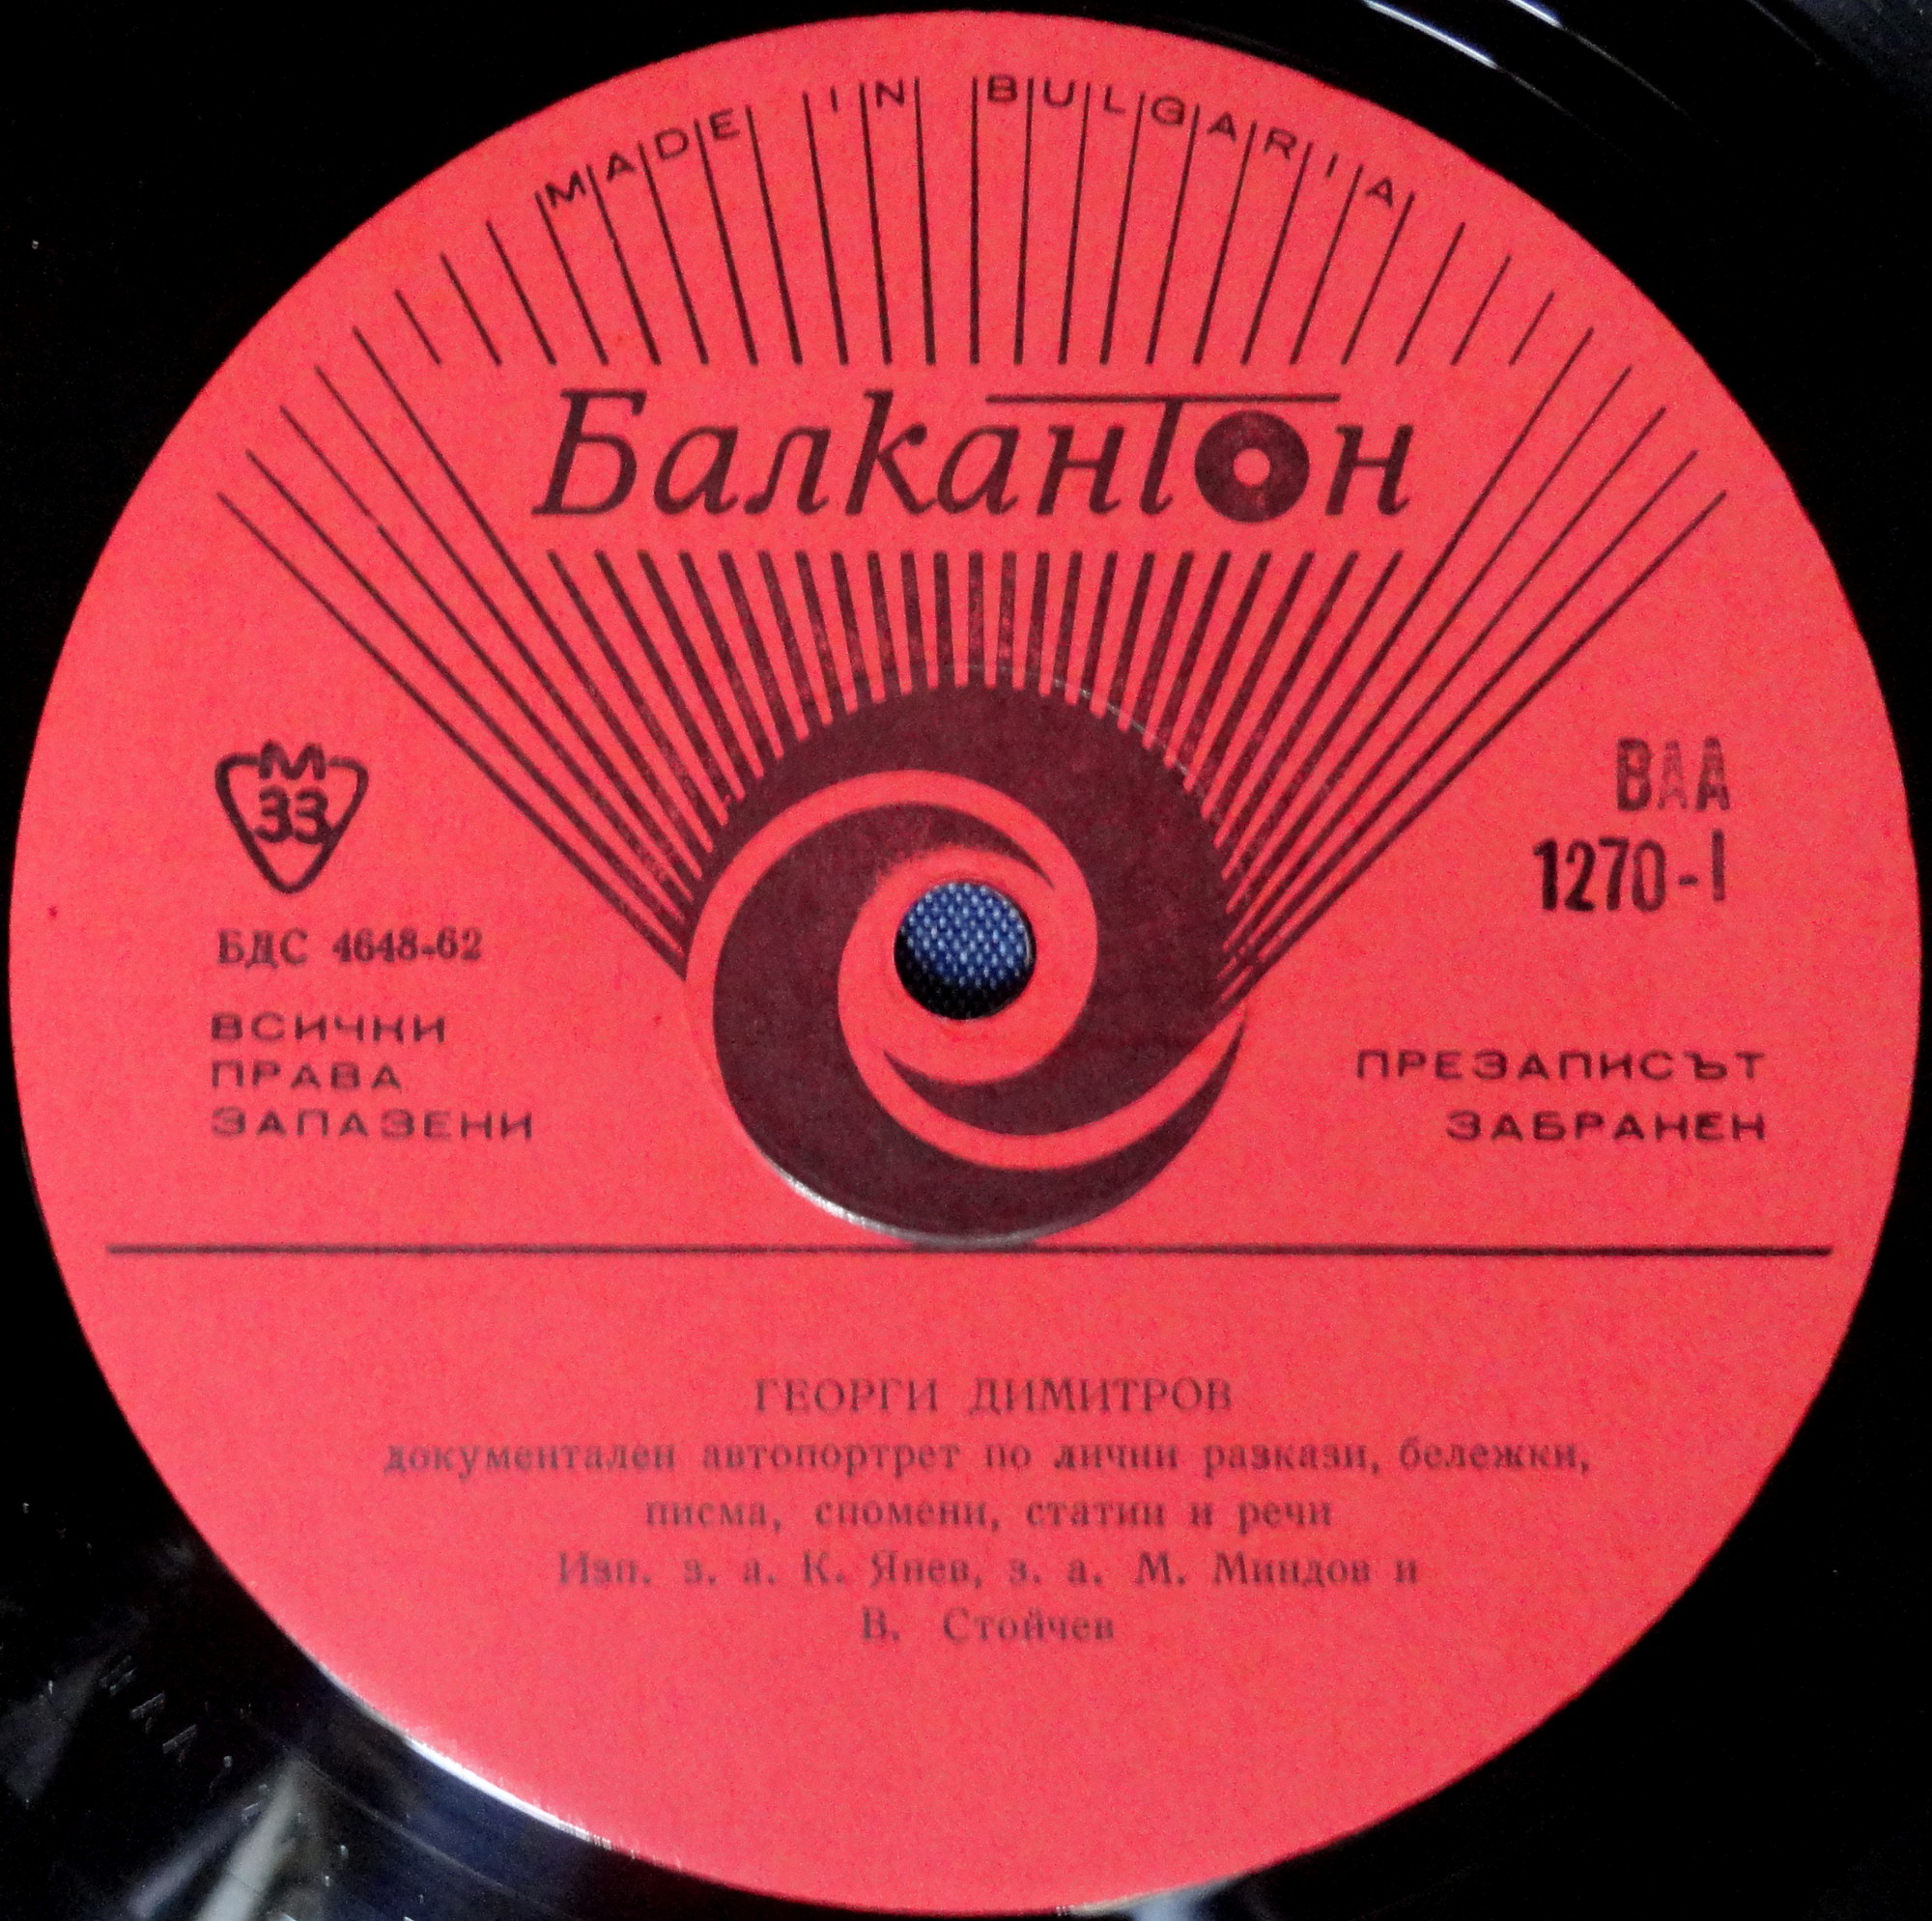 MADE IN BULGARIA
Балкантон
М
33
ВАА
1270-I
БДС 4648-62
ВСИЧКИ
ПРАВА
ЗАПАЗЕНИ
ПРЕЗАПИСЪТ
ЗАБРАНЕН
ГЕОРГИ ДИМИТРОВ
документален автопортрет по лични разкази, бележки,
писма, спомени, статии и речи
Изп. з. а. К. Янев, з. а. М. Миндов и
В. Стойчев